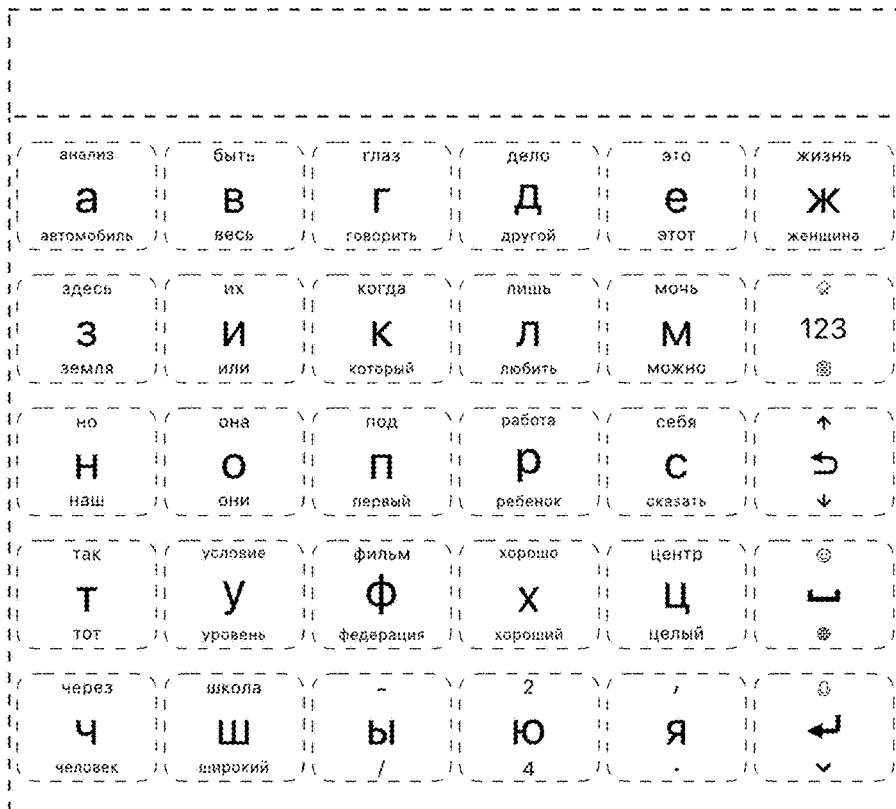 анализ быть глаз дело это жизнь
а в г д е ж
автомобиль весь говорить другой этот женщина
здесь их когда лишь мочь
з и к л м 123
земля или который любить можно
но она под работа себя
н о п р с
наш они первый ребенок сказать
так условие фильм хорошо центр
т у ф х ц
тот уровень федерация хороший целый
через школа - 2 ,
ч ш ы ю я
человек широкий / 4 .